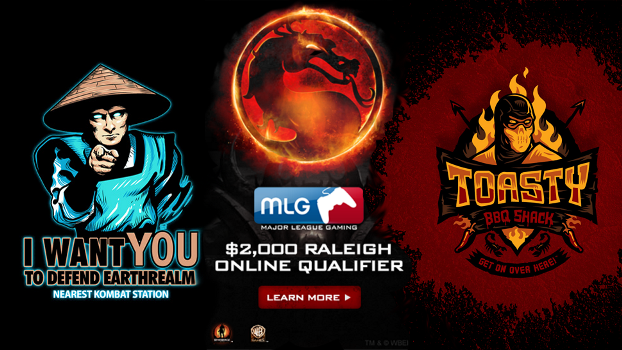 I WANT YOU
TO DEFEND EARTHREALM
NEAREST KOMBAT STATION
MLG
MAJOR LEAGUE GAMING
$2,000 RALEIGH
ONLINE QUALIFIER
LEARN MORE
TM & © WBEI
TOASTY
BBQ SHACK
GET ON OVER HERE!